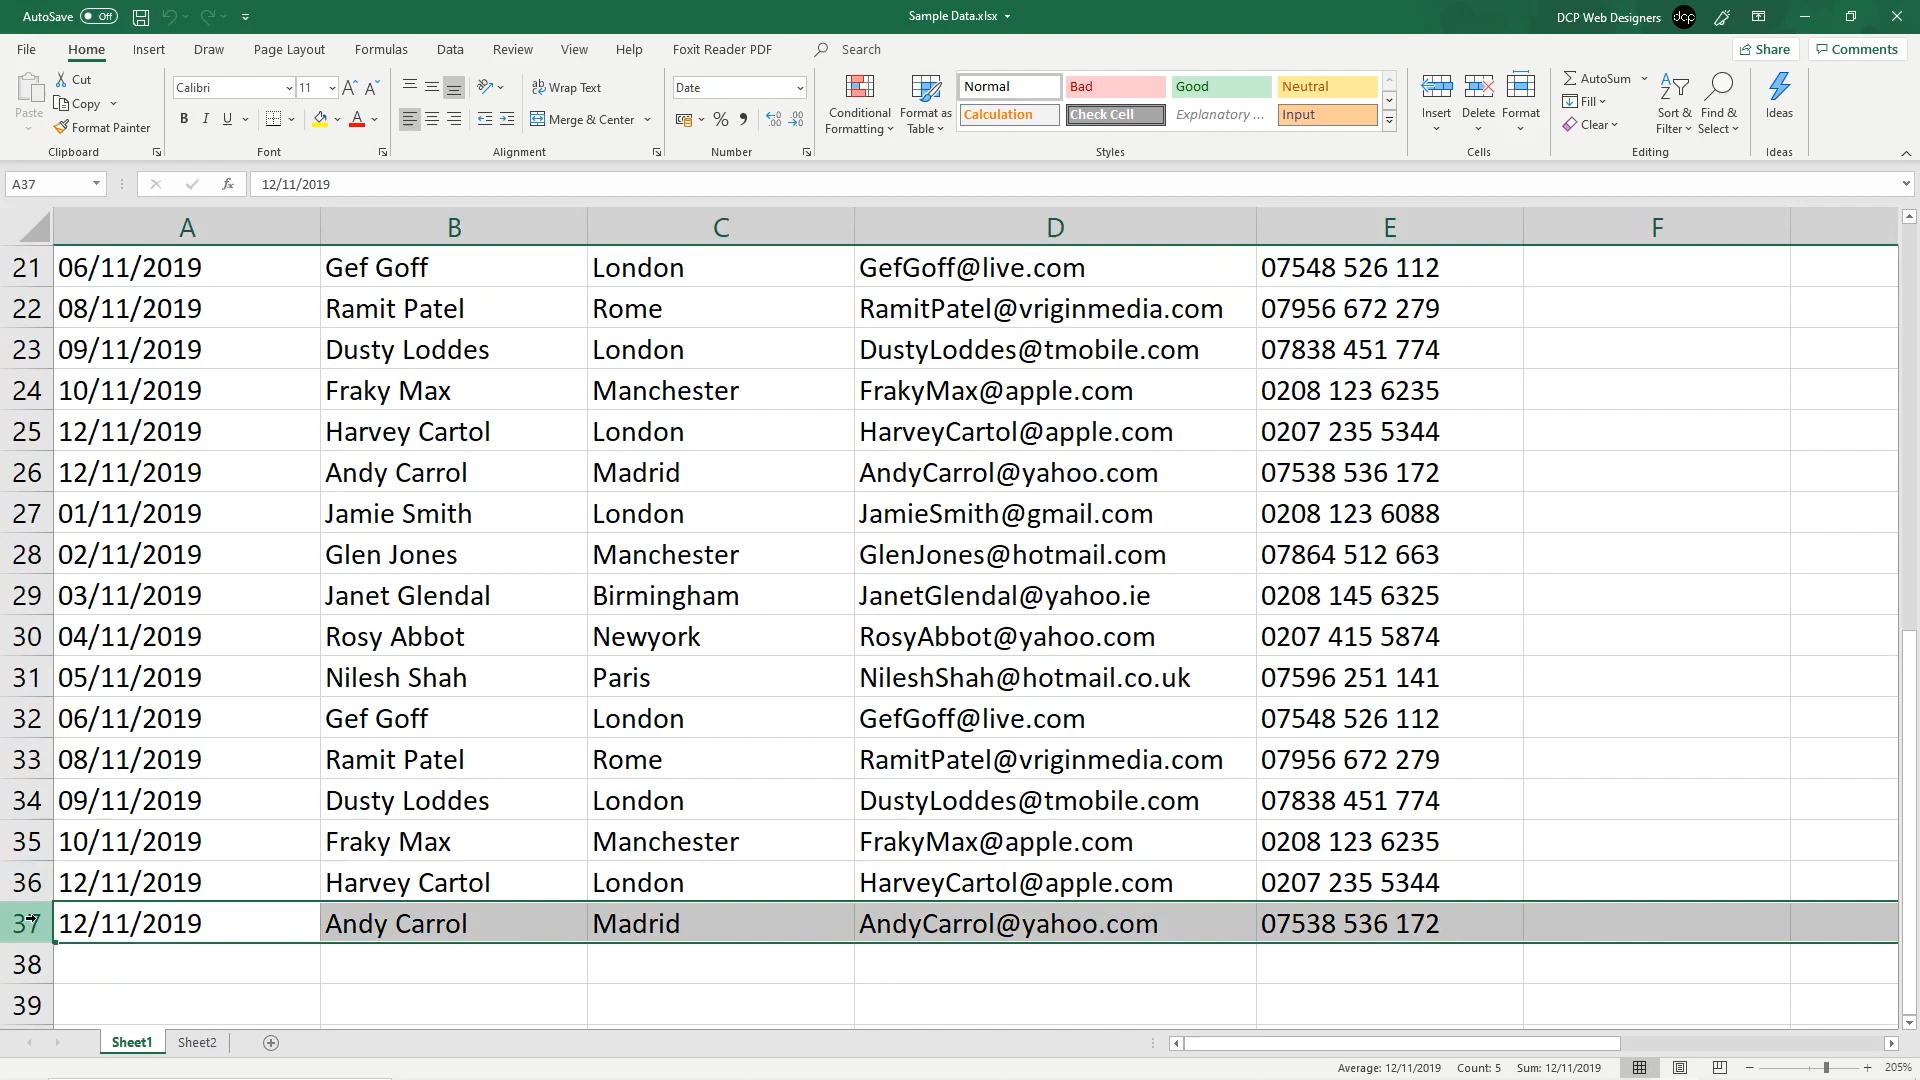 AutoSave Off Sample Data.xlsx DCP Web Designers dcp
File Home Insert Draw Page Layout Formulas Data Review View Help Foxit Reader PDF Search Share Comments
Paste Cut Copy Format Painter Clipboard
Calibri 11 A A B I U A Font
ab Wrap Text Merge & Center Alignment
Date % Number
Conditional Formatting Format as Table
Normal Bad Good Neutral
Calculation Check Cell Explanatory ... Input
Styles
Insert Delete Format Cells
AutoSum Fill Clear Sort & Filter Find & Select Editing
Ideas Ideas
A37 fx 12/11/2019
A B C D E F
21 06/11/2019 Gef Goff London GefGoff@live.com 07548 526 112
22 08/11/2019 Ramit Patel Rome RamitPatel@vriginmedia.com 07956 672 279
23 09/11/2019 Dusty Loddes London DustyLoddes@tmobile.com 07838 451 774
24 10/11/2019 Fraky Max Manchester FrakyMax@apple.com 0208 123 6235
25 12/11/2019 Harvey Cartol London HarveyCartol@apple.com 0207 235 5344
26 12/11/2019 Andy Carrol Madrid AndyCarrol@yahoo.com 07538 536 172
27 01/11/2019 Jamie Smith London JamieSmith@gmail.com 0208 123 6088
28 02/11/2019 Glen Jones Manchester GlenJones@hotmail.com 07864 512 663
29 03/11/2019 Janet Glendal Birmingham JanetGlendal@yahoo.ie 0208 145 6325
30 04/11/2019 Rosy Abbot Newyork RosyAbbot@yahoo.com 0207 415 5874
31 05/11/2019 Nilesh Shah Paris NileshShah@hotmail.co.uk 07596 251 141
32 06/11/2019 Gef Goff London GefGoff@live.com 07548 526 112
33 08/11/2019 Ramit Patel Rome RamitPatel@vriginmedia.com 07956 672 279
34 09/11/2019 Dusty Loddes London DustyLoddes@tmobile.com 07838 451 774
35 10/11/2019 Fraky Max Manchester FrakyMax@apple.com 0208 123 6235
36 12/11/2019 Harvey Cartol London HarveyCartol@apple.com 0207 235 5344
37 12/11/2019 Andy Carrol Madrid AndyCarrol@yahoo.com 07538 536 172
38
39
Sheet1 Sheet2
Average: 12/11/2019 Count: 5 Sum: 12/11/2019 205%